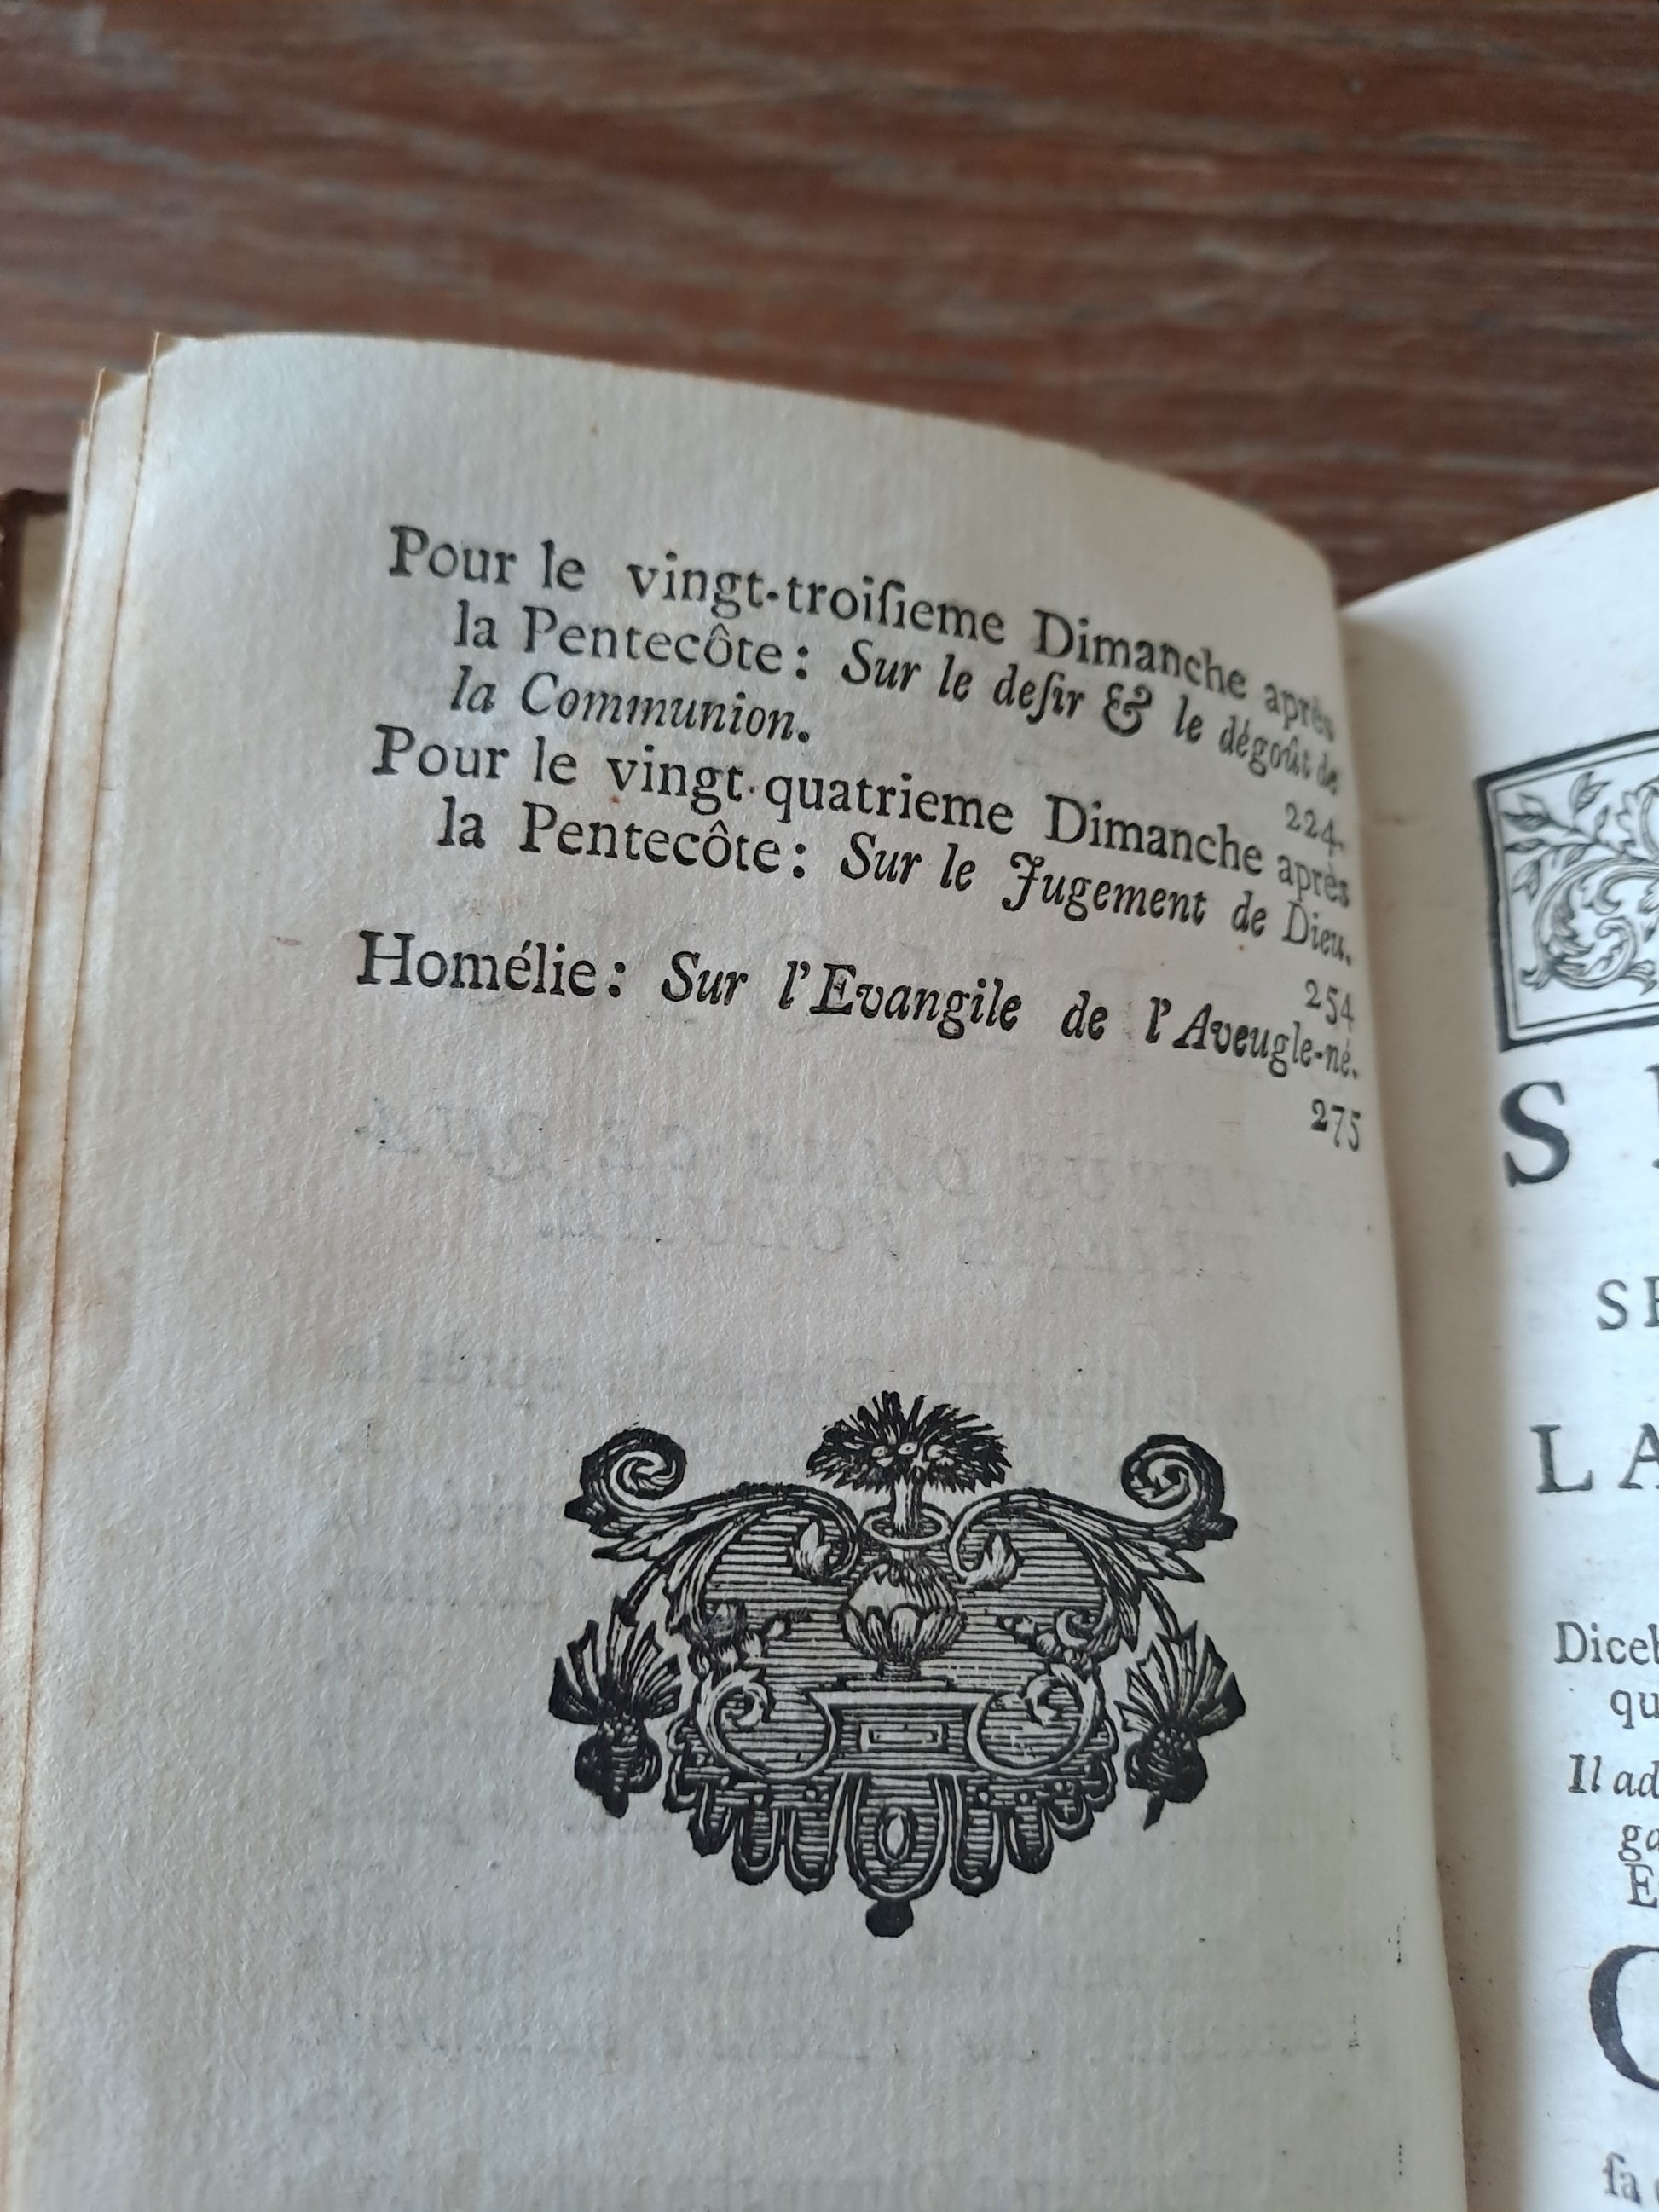 Pour le vingt-troiſieme Dimanche après
la Pentecôte : Sur le deſir & le dégoût de
la Communion. 224.
Pour le vingt-quatrieme Dimanche après
la Pentecôte : Sur le Jugement de Dieu.
254
Homélie : Sur l'Evangile de l'Aveugle-né.
275
S
SE
LA
Diceb
qu
Il ad
ga
E
C
ſa